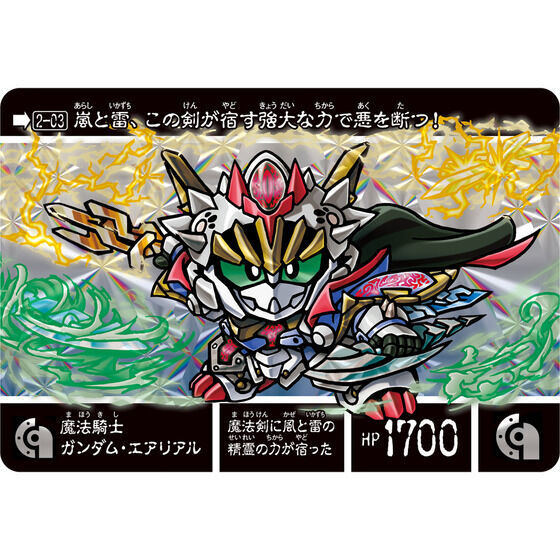 2-03 嵐と雷、この剣が宿す強大な力で悪を断つ!
魔法騎士
ガンダム・エアリアル
魔法剣に風と雷の
精霊の力が宿った
HP 1700